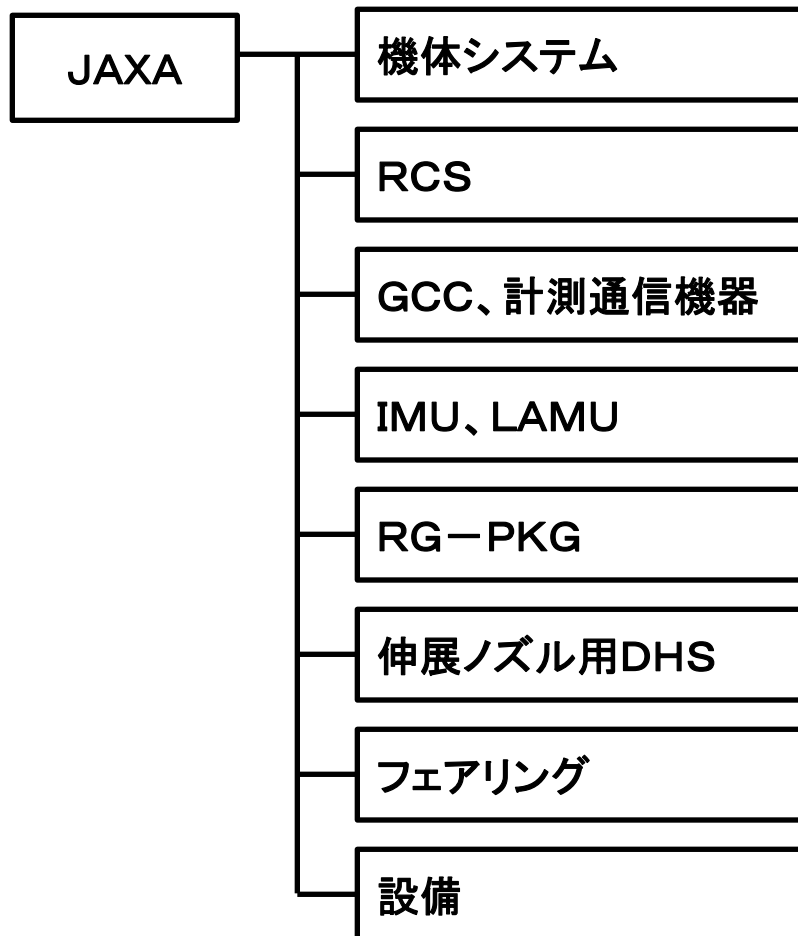 JAXA
機体システム
RCS
GCC、計測通信機器
IMU、LAMU
RG－PKG
伸展ノズル用DHS
フェアリング
設備